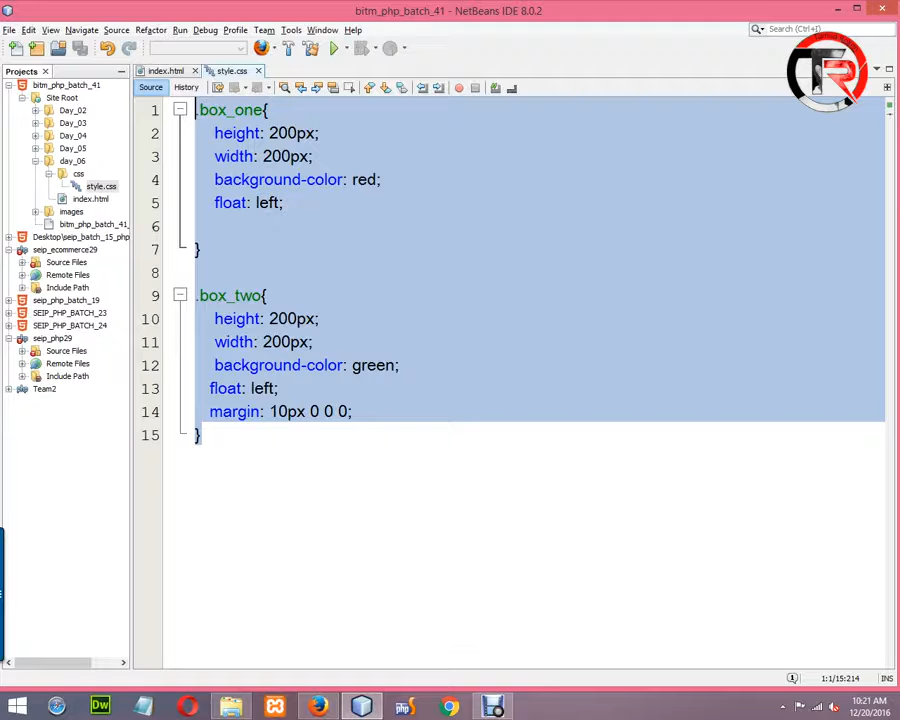 bitm_php_batch_41 - NetBeans IDE 8.0.2
File Edit View Navigate Source Refactor Run Debug Profile Team Tools Window Help
Search (Ctrl+I)
Projects
index.html
style.css
Source History
bitm_php_batch_41
Site Root
Day_02
Day_03
Day_04
Day_05
day_06
css
style.css
index.html
images
bitm_php_batch_41_
Desktop\seip_batch_15_php
seip_ecommerce29
Source Files
Remote Files
Include Path
seip_php_batch_19
SEIP_PHP_BATCH_23
SEIP_PHP_BATCH_24
seip_php29
Source Files
Remote Files
Include Path
Team2
1 .box_one{
2 height: 200px;
3 width: 200px;
4 background-color: red;
5 float: left;
6
7 }
8
9 .box_two{
10 height: 200px;
11 width: 200px;
12 background-color: green;
13 float: left;
14 margin: 10px 0 0 0;
15 }
TR
1:1/15:214 INS
Dw
php
10:21 AM
12/20/2016